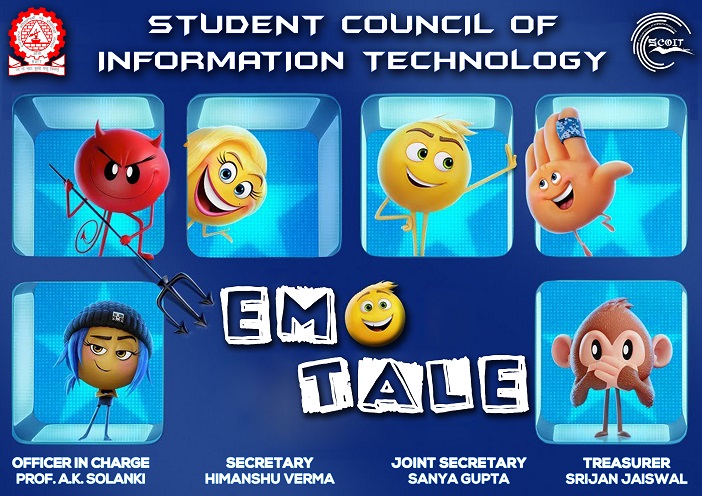 STUDENT COUNCIL OF
INFORMATION TECHNOLOGY
SCOIT
EMO
TALE
OFFICER IN CHARGE
PROF. A.K. SOLANKI
SECRETARY
HIMANSHU VERMA
JOINT SECRETARY
SANYA GUPTA
TREASURER
SRIJAN JAISWAL